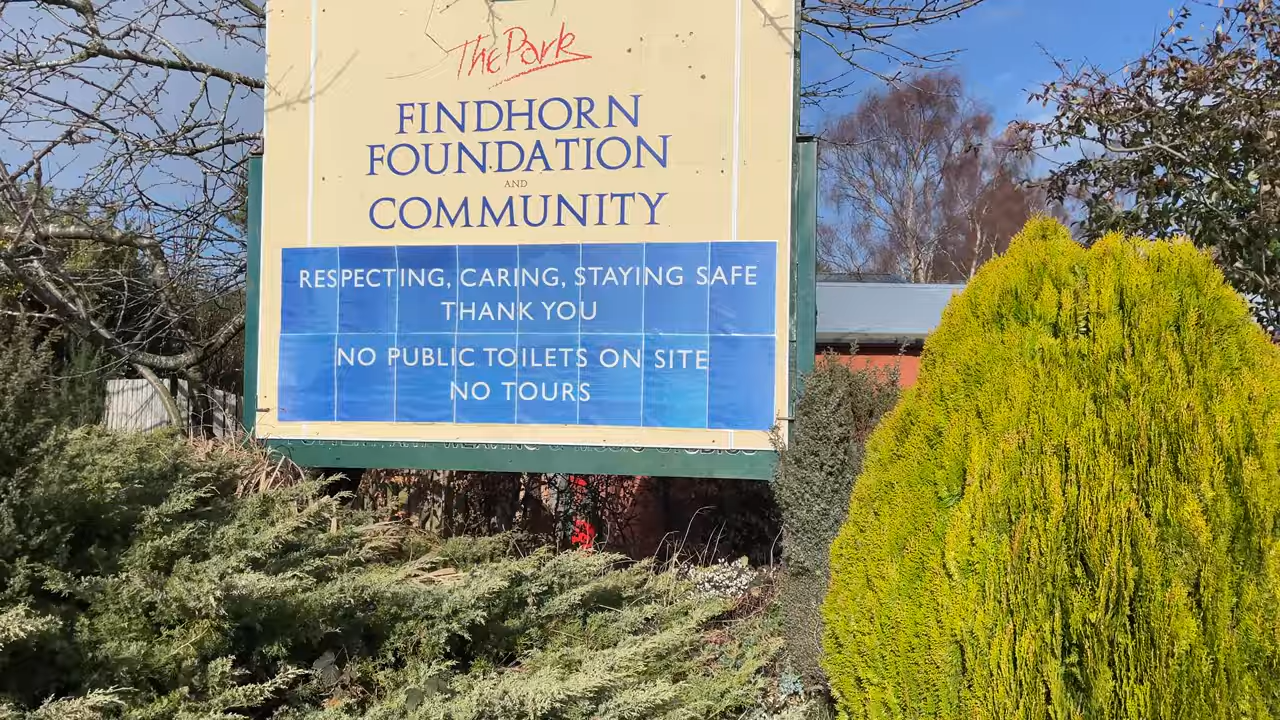 The Park
FINDHORN
FOUNDATION
AND
COMMUNITY
RESPECTING, CARING, STAYING SAFE
THANK YOU
NO PUBLIC TOILETS ON SITE
NO TOURS